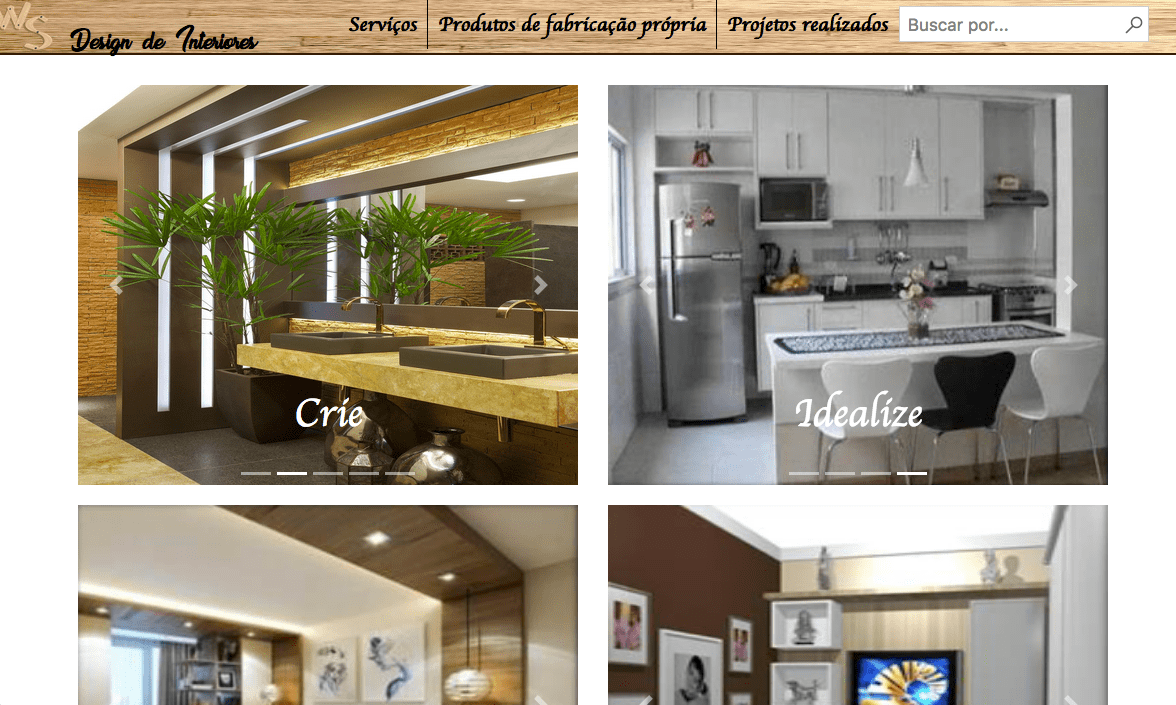 WS
Design de Interiores
Serviços
Produtos de fabricação própria
Projetos realizados
Buscar por...
Crie
Idealize